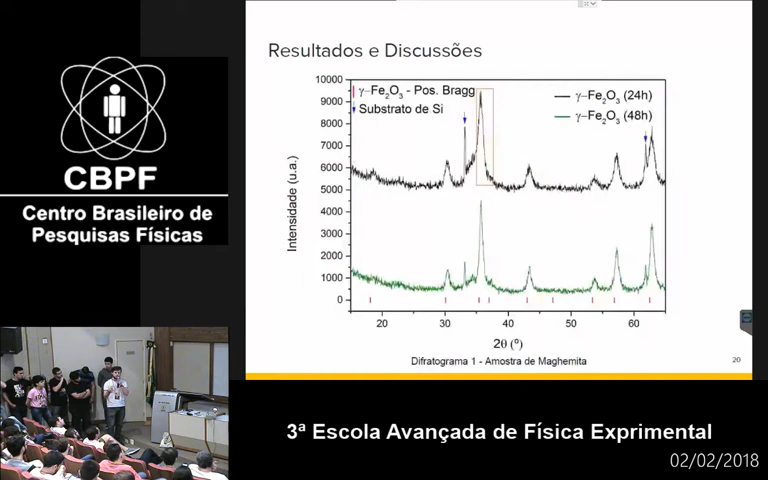 CBPF
Centro Brasileiro de
Pesquisas Físicas
Resultados e Discussões
γ–Fe2O3 - Pos. Bragg
Substrato de Si
γ–Fe2O3 (24h)
γ–Fe2O3 (48h)
Intensidade (u.a.)
10000
9000
8000
7000
6000
5000
4000
3000
2000
1000
0
20 30 40 50 60
2θ (º)
Difratograma 1 - Amostra de Maghemita
20
3ª Escola Avançada de Física Exprimental
02/02/2018